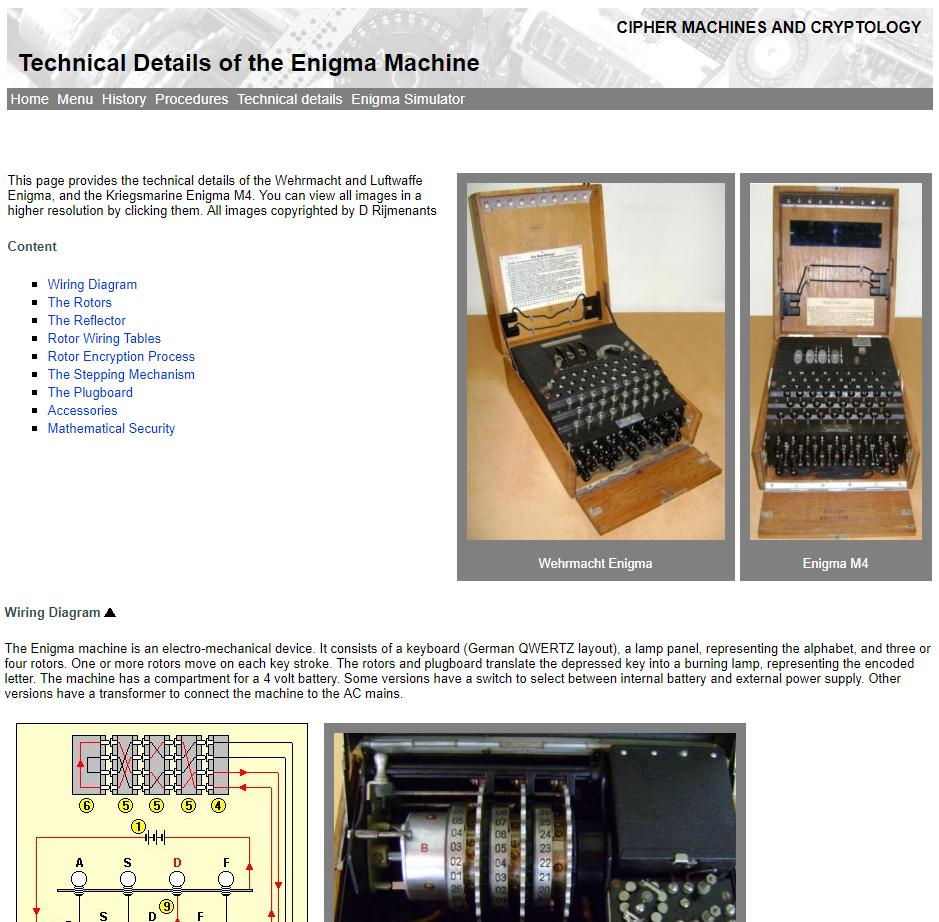 CIPHER MACHINES AND CRYPTOLOGY
Technical Details of the Enigma Machine
Home Menu History Procedures Technical details Enigma Simulator
This page provides the technical details of the Wehrmacht and Luftwaffe
Enigma, and the Kriegsmarine Enigma M4. You can view all images in a
higher resolution by clicking them. All images copyrighted by D Rijmenants
Content
Wiring Diagram
The Rotors
The Reflector
Rotor Wiring Tables
Rotor Encryption Process
The Stepping Mechanism
The Plugboard
Accessories
Mathematical Security
Wehrmacht Enigma
Enigma M4
Wiring Diagram
The Enigma machine is an electro-mechanical device. It consists of a keyboard (German QWERTZ layout), a lamp panel, representing the alphabet, and three or
four rotors. One or more rotors move on each key stroke. The rotors and plugboard translate the depressed key into a burning lamp, representing the encoded
letter. The machine has a compartment for a 4 volt battery. Some versions have a switch to select between internal battery and external power supply. Other
versions have a transformer to connect the machine to the AC mains.
6 5 5 5 4
1
A S D F
9
S D F
B
05 08 26
04 07 25
03 05 23
02 04 22
01 03 21
26 02 20